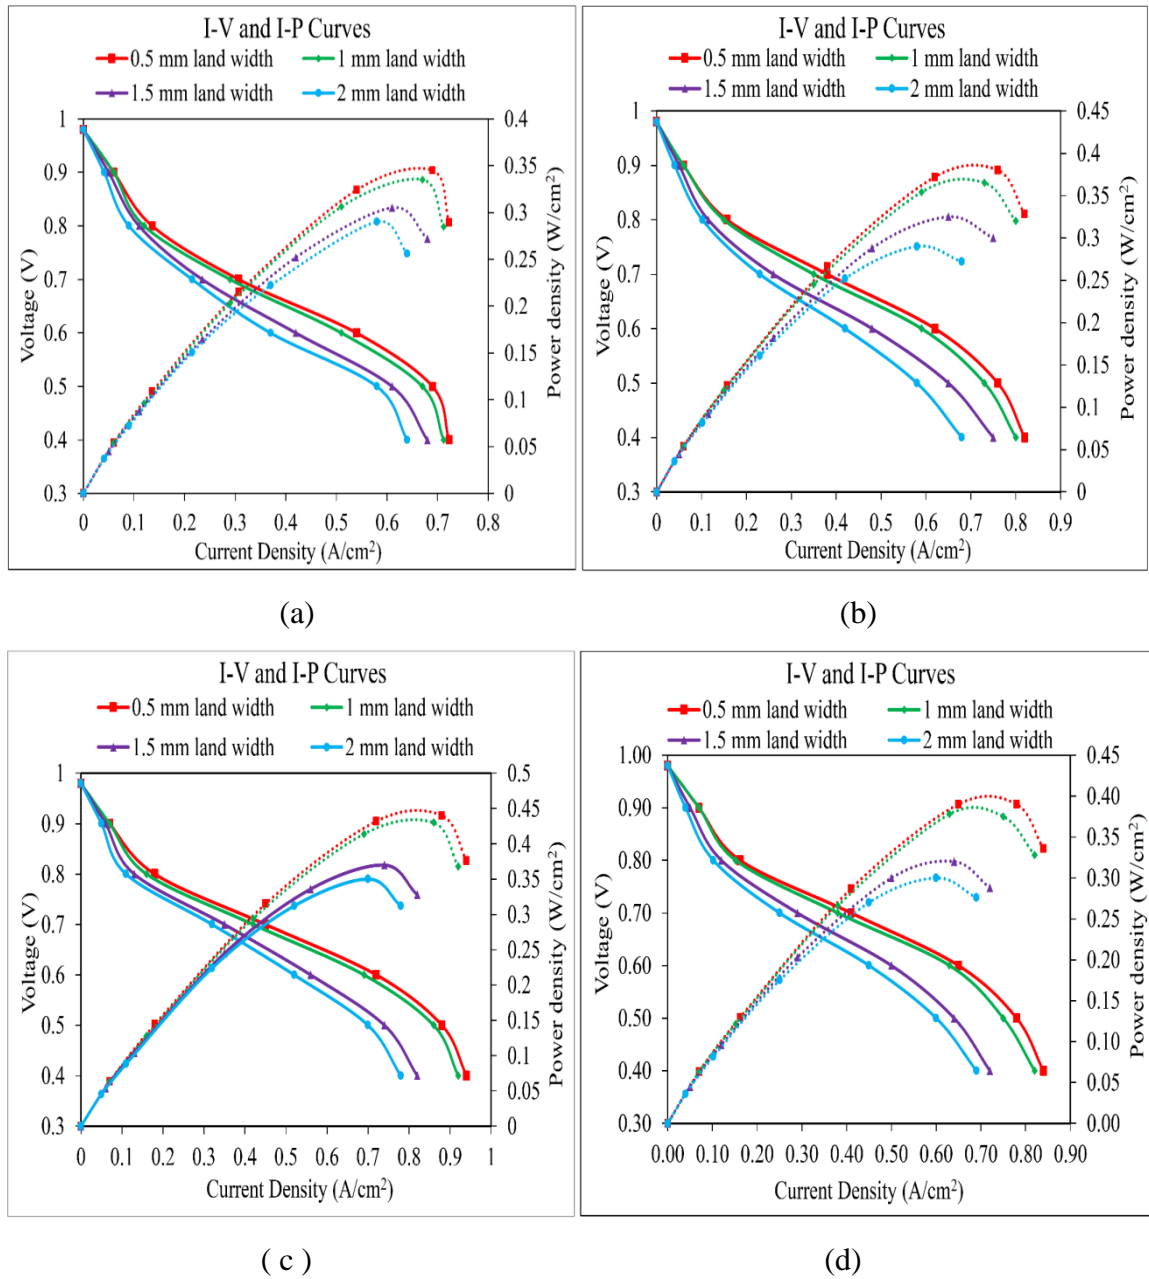 I-V and I-P Curves
0.5 mm land width 1 mm land width
1.5 mm land width 2 mm land width
1
0.9
0.8
0.7
0.6
0.5
0.4
0.3
Voltage (V)
0.4
0.35
0.3
0.25
0.2
0.15
0.1
0.05
0
Power density (W/cm²)
0 0.1 0.2 0.3 0.4 0.5 0.6 0.7 0.8
Current Density (A/cm²)
(a)
I-V and I-P Curves
0.5 mm land width 1 mm land width
1.5 mm land width 2 mm land width
1
0.9
0.8
0.7
0.6
0.5
0.4
0.3
Voltage (V)
0.45
0.4
0.35
0.3
0.25
0.2
0.15
0.1
0.05
0
Power density (W/cm²)
0 0.1 0.2 0.3 0.4 0.5 0.6 0.7 0.8 0.9
Current Density (A/cm²)
(b)
I-V and I-P Curves
0.5 mm land width 1 mm land width
1.5 mm land width 2 mm land width
1
0.9
0.8
0.7
0.6
0.5
0.4
0.3
Voltage (V)
0.5
0.45
0.4
0.35
0.3
0.25
0.2
0.15
0.1
0.05
0
Power density (W/cm²)
0 0.1 0.2 0.3 0.4 0.5 0.6 0.7 0.8 0.9 1
Current Density (A/cm²)
( c )
I-V and I-P Curves
0.5 mm land width 1 mm land width
1.5 mm land width 2 mm land width
1.00
0.90
0.80
0.70
0.60
0.50
0.40
0.30
Voltage (V)
0.45
0.40
0.35
0.30
0.25
0.20
0.15
0.10
0.05
0.00
Power density (W/cm²)
0.00 0.10 0.20 0.30 0.40 0.50 0.60 0.70 0.80 0.90
Current Density (A/cm²)
(d)